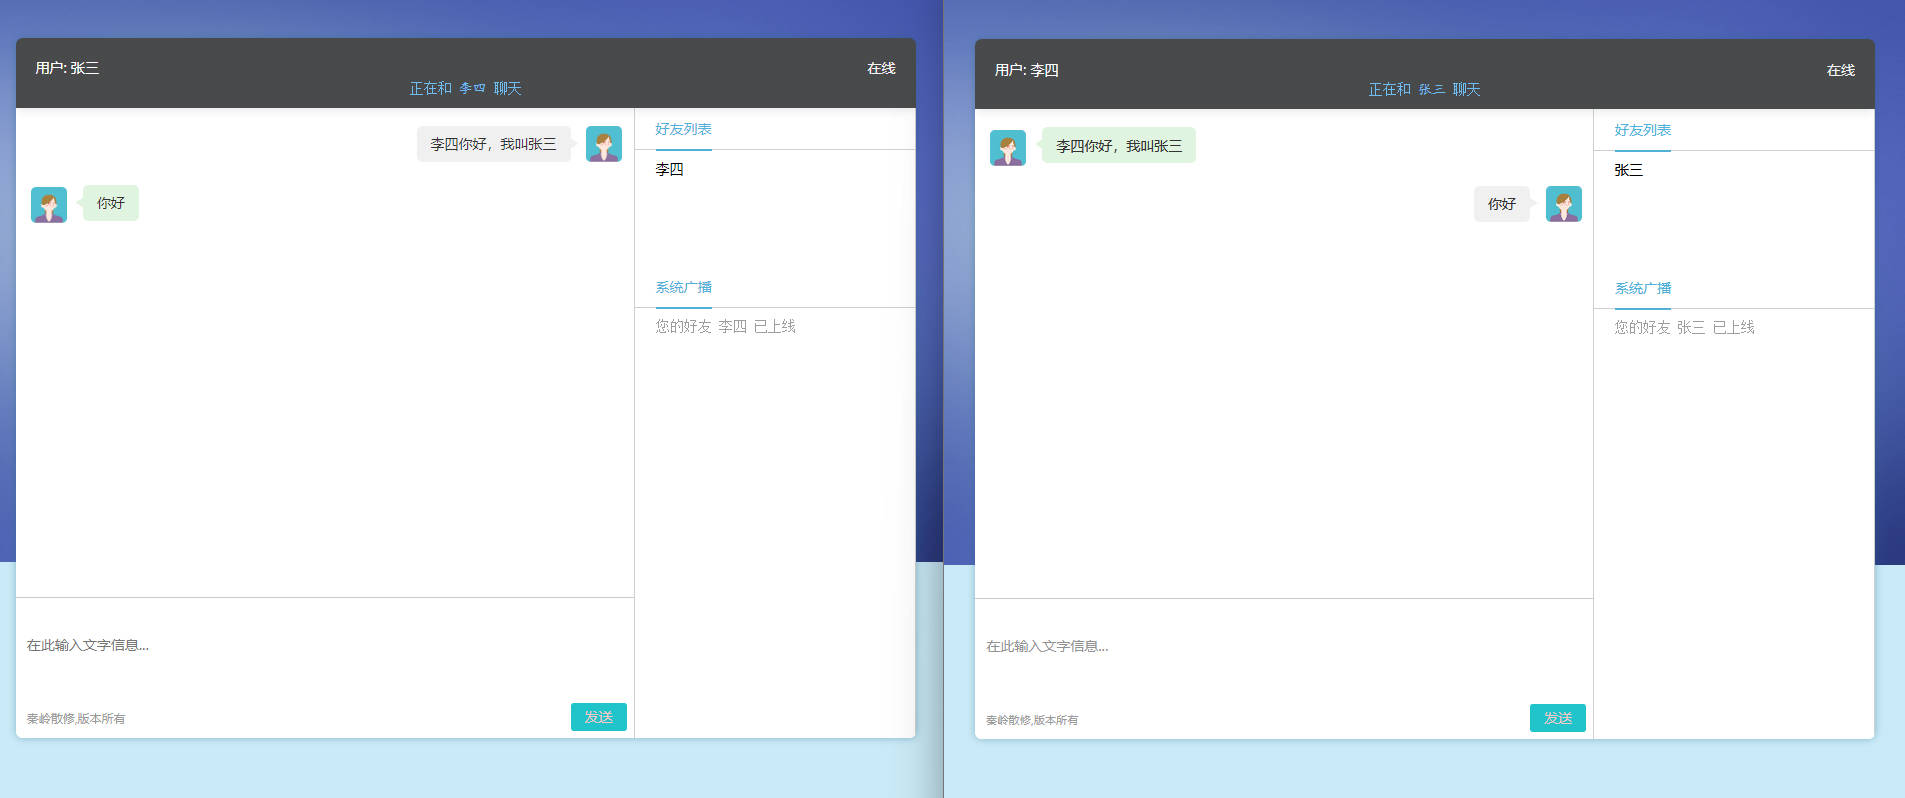 用户: 张三
在线
正在和 李四 聊天
李四你好，我叫张三
你好
好友列表
李四
系统广播
您的好友 李四 已上线
在此输入文字信息...
秦岭散修,版本所有
发送
用户: 李四
在线
正在和 张三 聊天
李四你好，我叫张三
你好
好友列表
张三
系统广播
您的好友 张三 已上线
在此输入文字信息...
秦岭散修,版本所有
发送